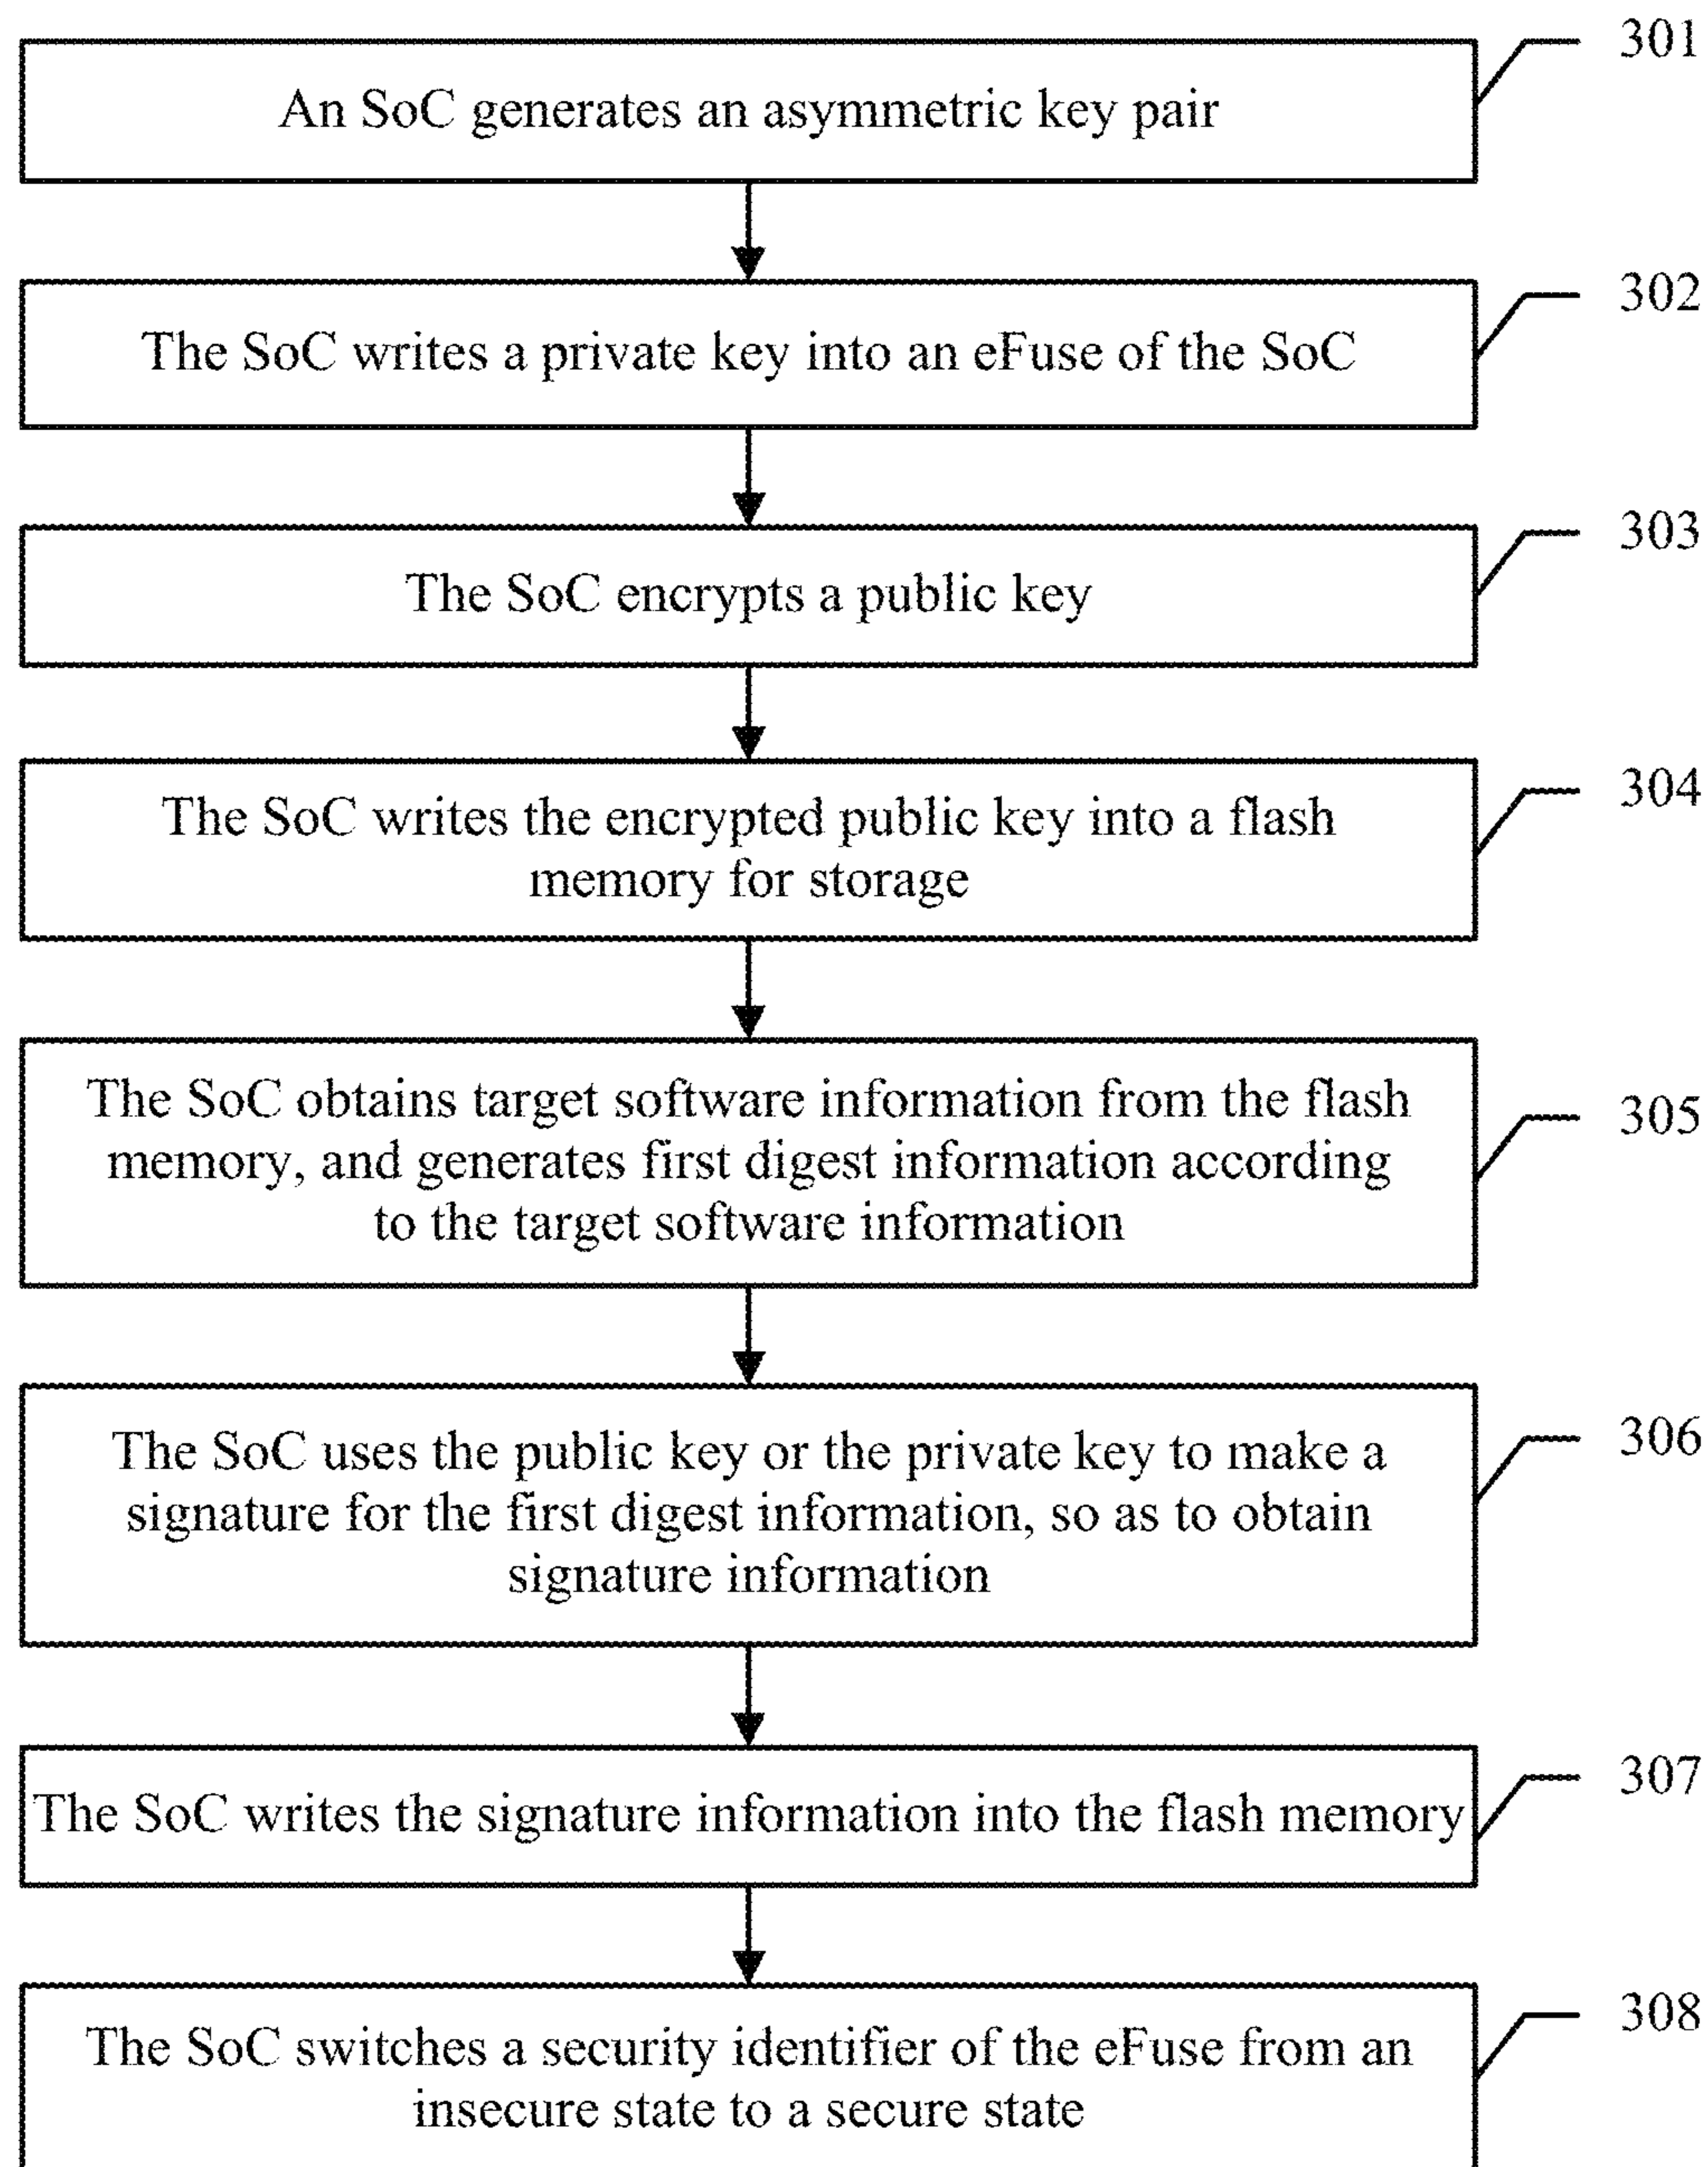 301
An SoC generates an asymmetric key pair
302
The SoC writes a private key into an eFuse of the SoC
303
The SoC encrypts a public key
304
The SoC writes the encrypted public key into a flash
memory for storage
305
The SoC obtains target software information from the flash
memory, and generates first digest information according
to the target software information
306
The SoC uses the public key or the private key to make a
signature for the first digest information, so as to obtain
signature information
307
The SoC writes the signature information into the flash memory
308
The SoC switches a security identifier of the eFuse from an
insecure state to a secure state